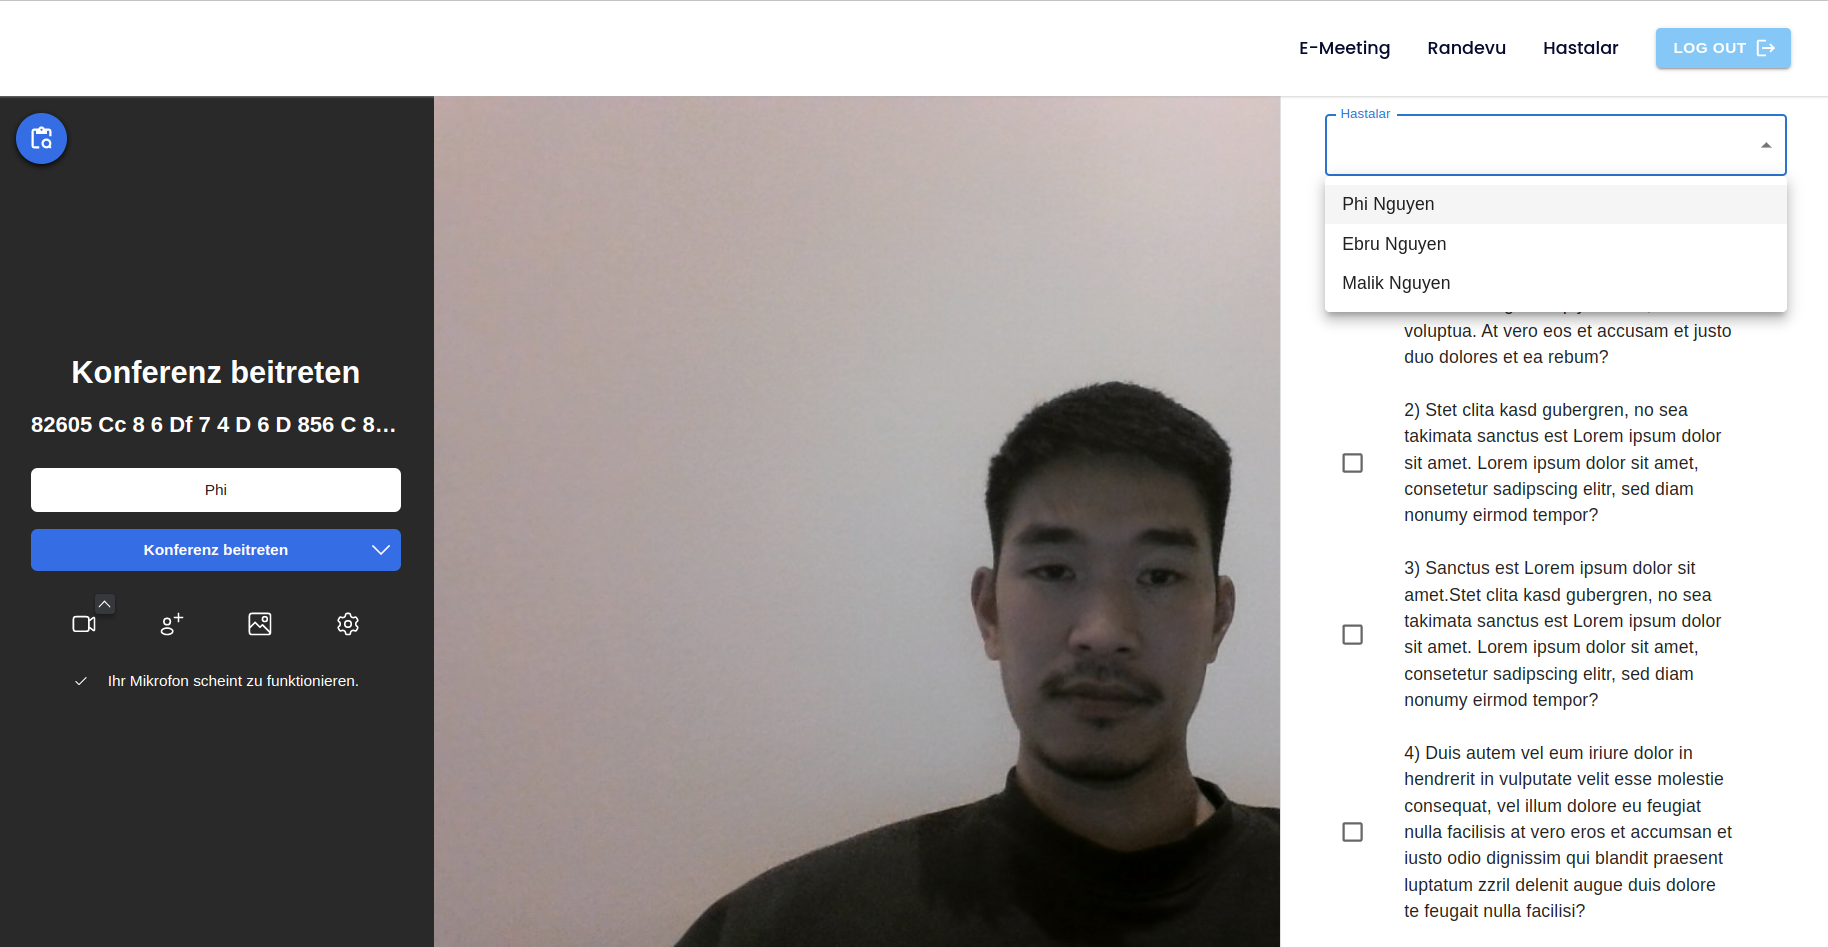 E-Meeting
Randevu
Hastalar
LOG OUT
Konferenz beitreten
82605 Cc 8 6 Df 7 4 D 6 D 856 C 8…
Phi
Konferenz beitreten
Ihr Mikrofon scheint zu funktionieren.
Hastalar
Phi Nguyen
Ebru Nguyen
Malik Nguyen
voluptua. At vero eos et accusam et justo
duo dolores et ea rebum?
2) Stet clita kasd gubergren, no sea
takimata sanctus est Lorem ipsum dolor
sit amet. Lorem ipsum dolor sit amet,
consetetur sadipscing elitr, sed diam
nonumy eirmod tempor?
3) Sanctus est Lorem ipsum dolor sit
amet.Stet clita kasd gubergren, no sea
takimata sanctus est Lorem ipsum dolor
sit amet. Lorem ipsum dolor sit amet,
consetetur sadipscing elitr, sed diam
nonumy eirmod tempor?
4) Duis autem vel eum iriure dolor in
hendrerit in vulputate velit esse molestie
consequat, vel illum dolore eu feugiat
nulla facilisis at vero eros et accumsan et
iusto odio dignissim qui blandit praesent
luptatum zzril delenit augue duis dolore
te feugait nulla facilisi?